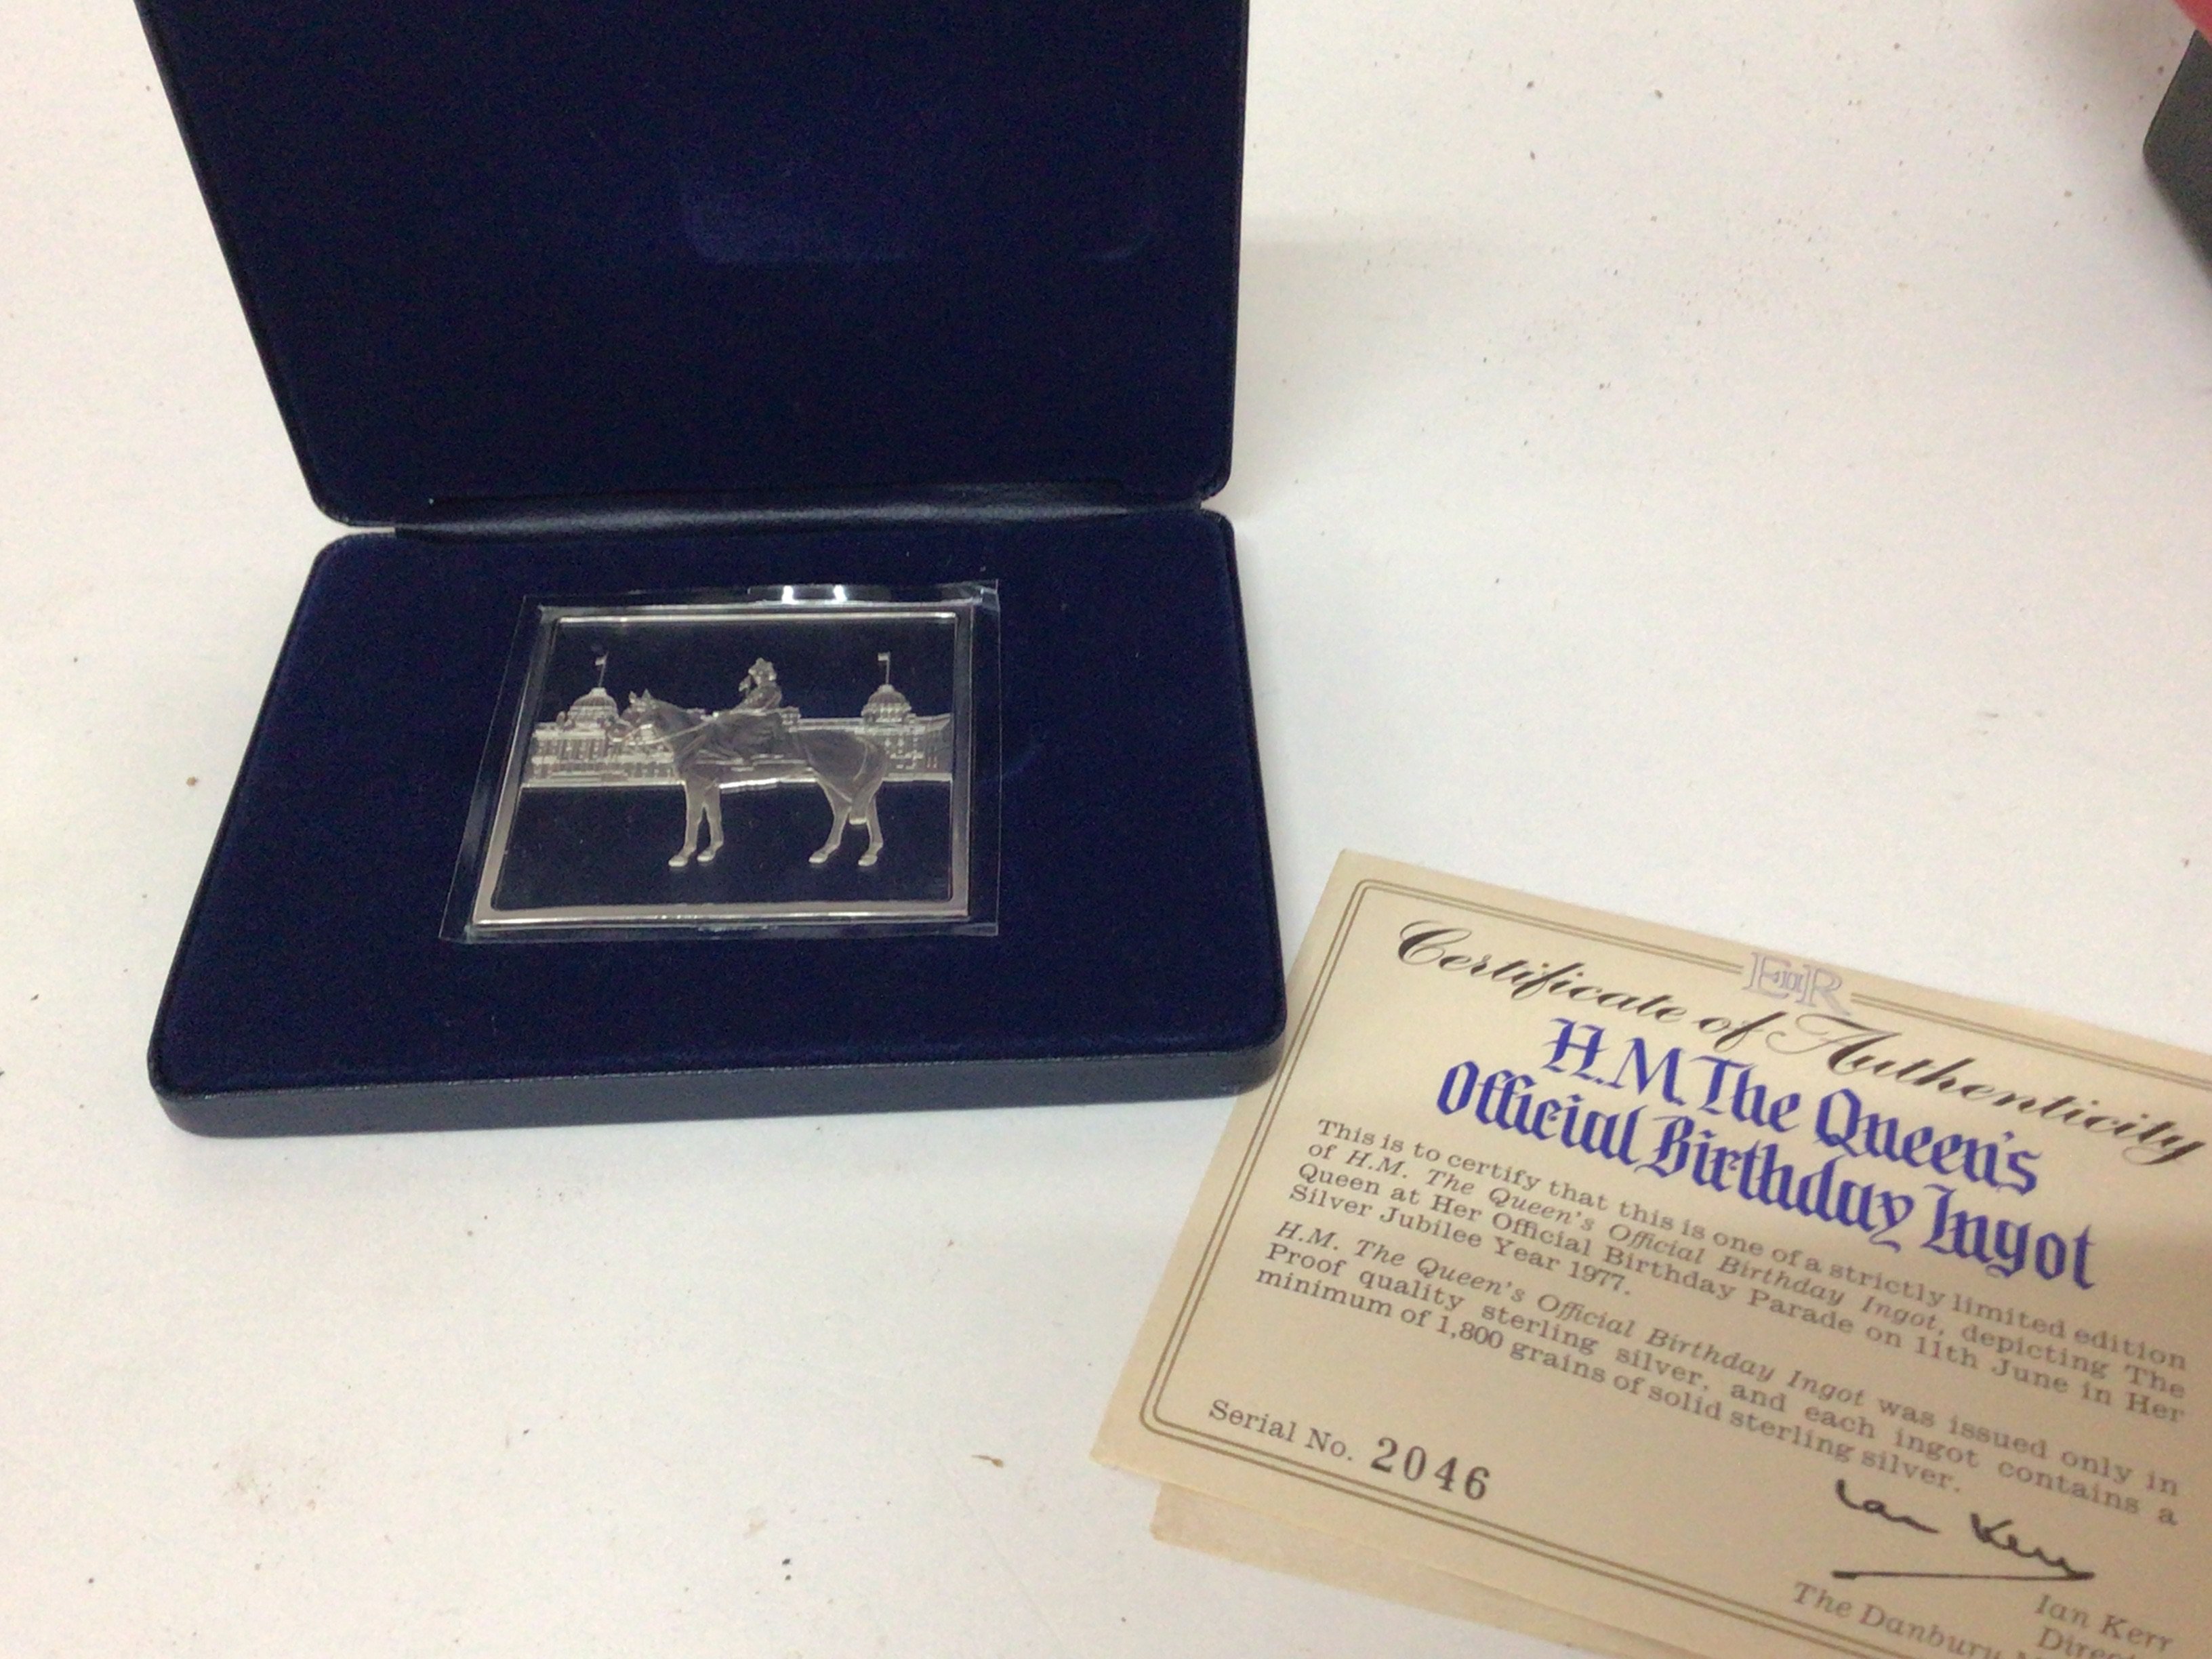 EIIR
Certificate of Authenticity
H.M. The Queen's
Official Birthday Ingot
This is to certify that this is one of a strictly limited edition
of H.M. The Queen's Official Birthday Ingot, depicting The
Queen at Her Official Birthday Parade on 11th June in Her
Silver Jubilee Year 1977.
H.M. The Queen's Official Birthday Ingot was issued only in
Proof quality sterling silver, and each ingot contains a
minimum of 1,800 grains of solid sterling silver.
Serial No. 2046
Ian Kerr
Ian Kerr
Direct
The Danbury